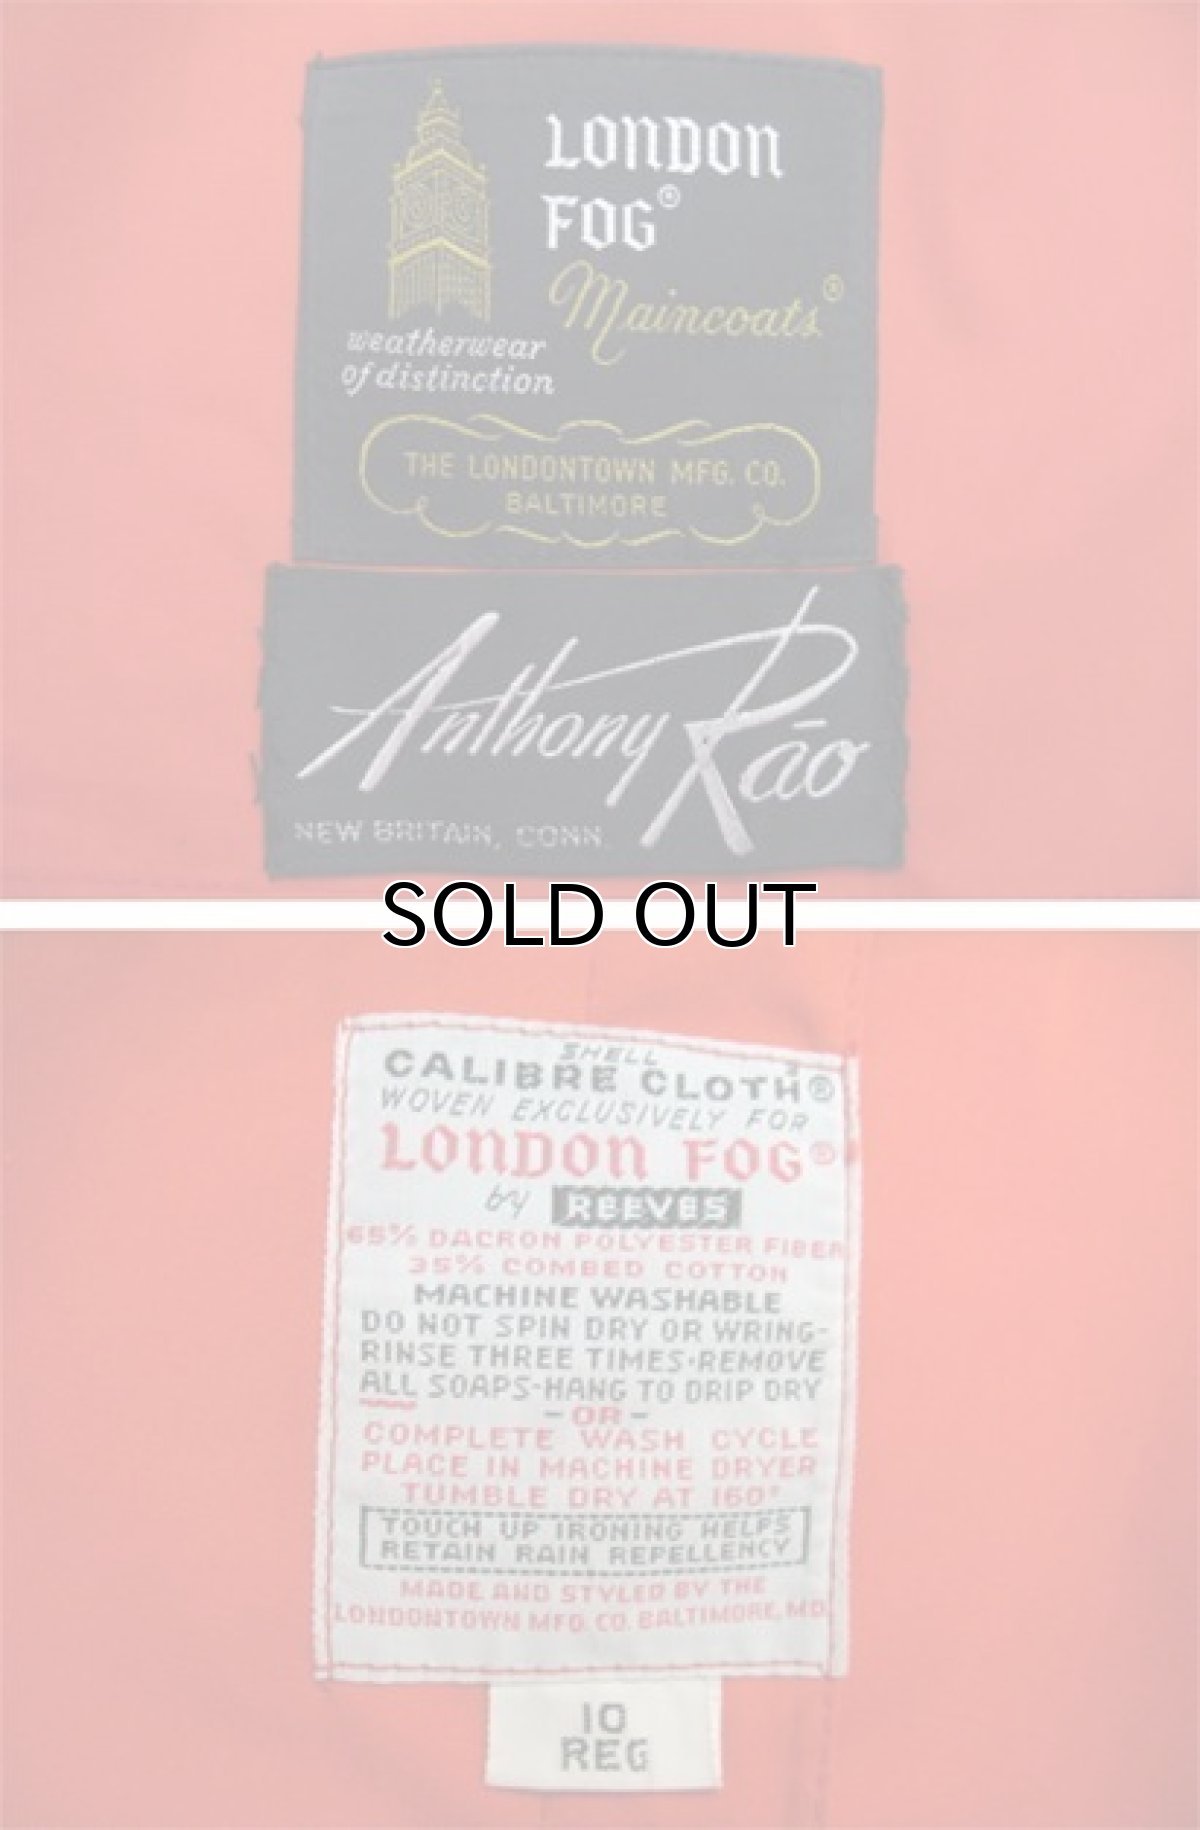 LONDON
FOG®
Maincoats®
weatherwear
of distinction
THE LONDONTOWN MFG. CO.
BALTIMORE
Anthony Rao
NEW BRITAIN, CONN.
SOLD OUT
SHELL
CALIBRE CLOTH®
WOVEN EXCLUSIVELY FOR
LONDON FOG®
by REEVES
65% DACRON POLYESTER FIBER
35% COMBED COTTON
MACHINE WASHABLE
DO NOT SPIN DRY OR WRING-
RINSE THREE TIMES·REMOVE
ALL SOAPS-HANG TO DRIP DRY
-OR-
COMPLETE WASH CYCLE
PLACE IN MACHINE DRYER
TUMBLE DRY AT 160°
TOUCH UP IRONING HELPS
RETAIN RAIN REPELLENCY
MADE AND STYLED BY THE
LONDONTOWN MFG. CO. BALTIMORE, MD.
10
REG